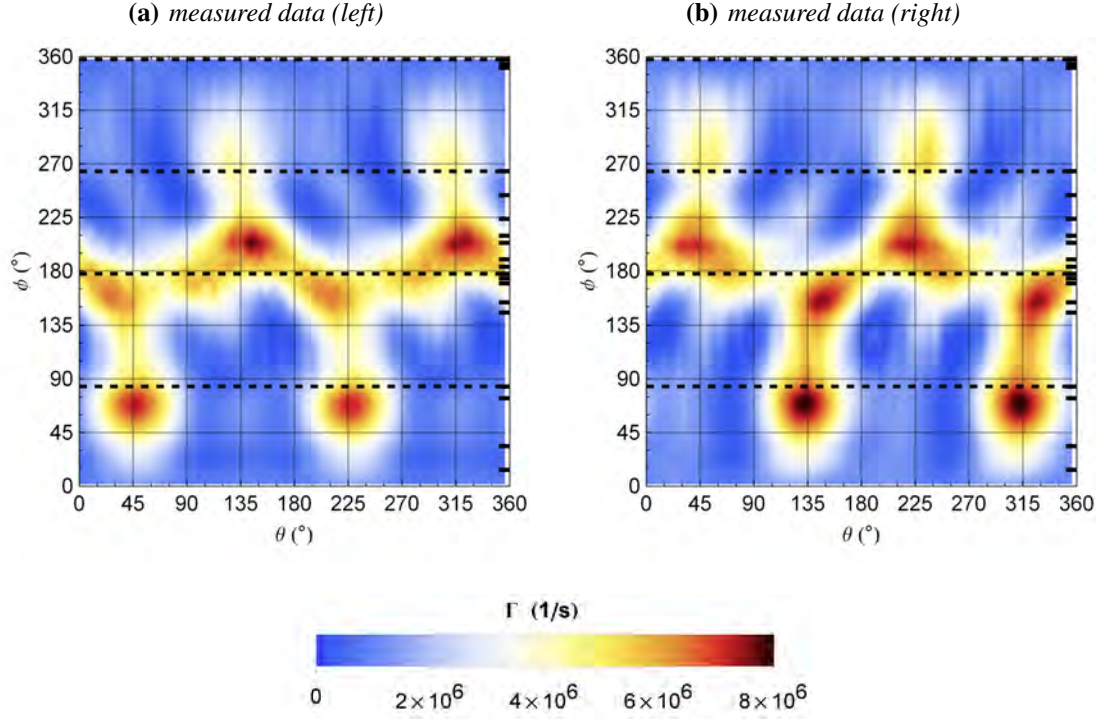 (a) measured data (left)
(b) measured data (right)
360
315
270
225
180
135
90
45
0
ϕ (°)
0 45 90 135 180 225 270 315 360
θ (°)
360
315
270
225
180
135
90
45
0
ϕ (°)
0 45 90 135 180 225 270 315 360
θ (°)
Γ (1/s)
0 2×10⁶ 4×10⁶ 6×10⁶ 8×10⁶